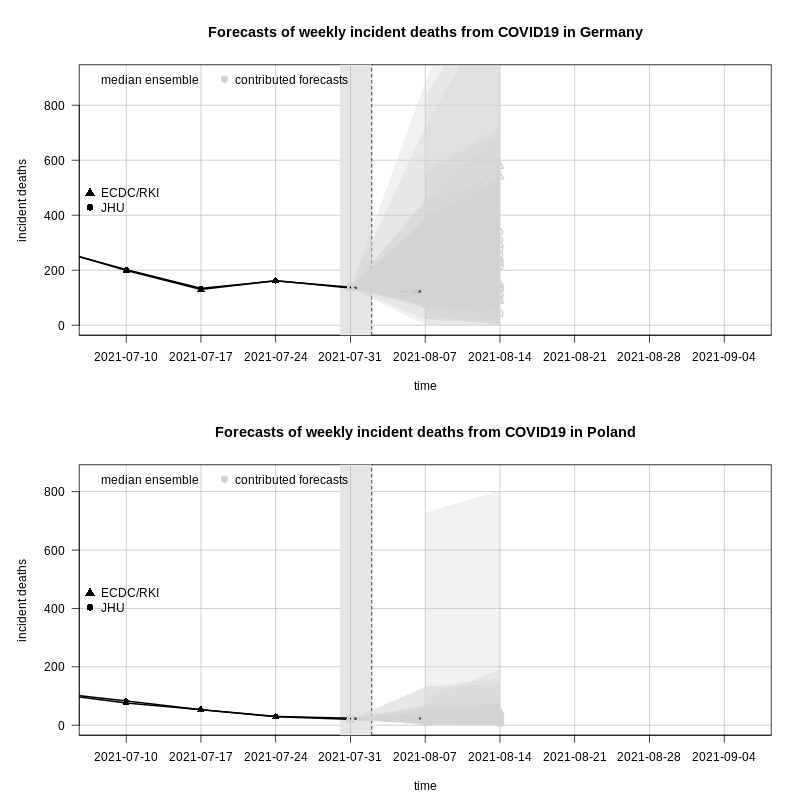 Forecasts of weekly incident deaths from COVID19 in Germany
median ensemble contributed forecasts
800
600
ECDC/RKI
JHU
400
200
0
incident deaths
2021-07-10 2021-07-17 2021-07-24 2021-07-31 2021-08-07 2021-08-14 2021-08-21 2021-08-28 2021-09-04
time
Forecasts of weekly incident deaths from COVID19 in Poland
median ensemble contributed forecasts
800
600
ECDC/RKI
400
JHU
200
0
incident deaths
2021-07-10 2021-07-17 2021-07-24 2021-07-31 2021-08-07 2021-08-14 2021-08-21 2021-08-28 2021-09-04
time